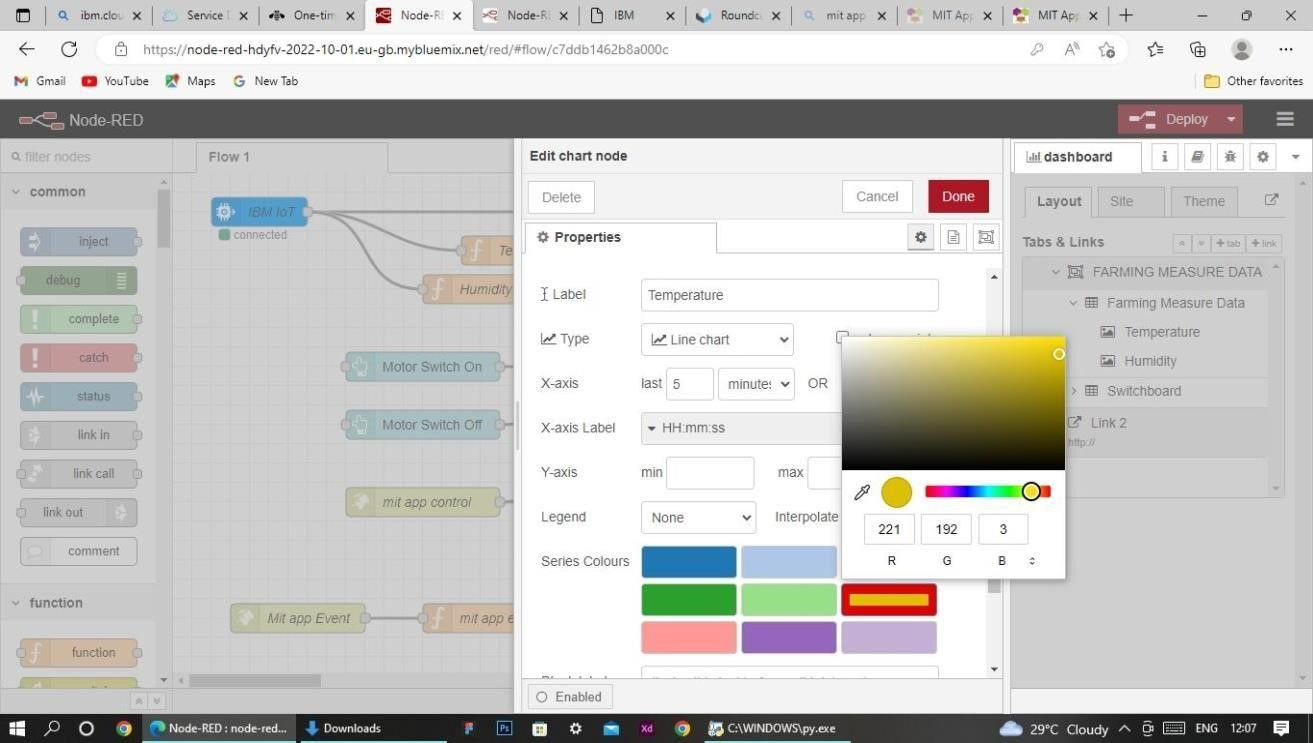 ibm.clou
Service D
One-tim
Node-RE
Node-RE
IBM
Roundcu
mit app
MIT App
MIT App
https://node-red-hdyfv-2022-10-01.eu-gb.mybluemix.net/red/#flow/c7ddb1462b8a000c
Gmail
YouTube
Maps
New Tab
Other favorites
Node-RED
Deploy
filter nodes
common
inject
debug
complete
catch
status
link in
link call
link out
comment
function
function
Flow 1
IBM IoT
connected
Te
Humidity
Motor Switch On
Motor Switch Off
mit app control
Mit app Event
mit app e
Edit chart node
Delete
Cancel
Done
Properties
Label
Temperature
Type
Line chart
X-axis
last 5 minutes OR
X-axis Label
HH:mm:ss
Y-axis
min
max
Legend
None
Interpolate
Series Colours
221 192 3
R G B
Enabled
dashboard
Layout
Site
Theme
Tabs & Links
+ tab
+ link
FARMING MEASURE DATA
Farming Measure Data
Temperature
Humidity
Switchboard
Link 2
http://
Node-RED : node-red...
Downloads
Ps
Xd
C:\WINDOWS\py.exe
29°C Cloudy
ENG
12:07